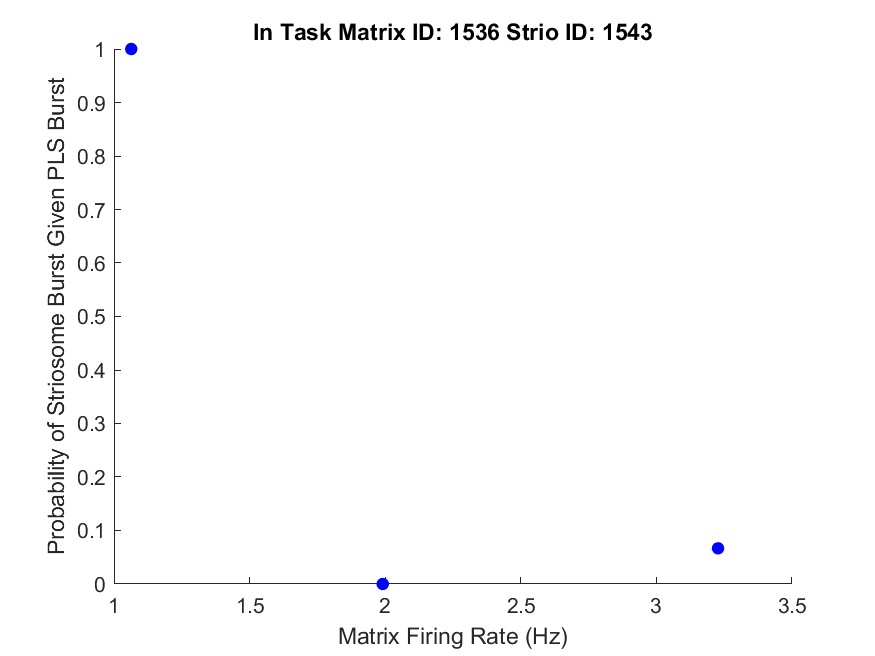 In Task Matrix ID: 1536 Strio ID: 1543
Probability of Striosome Burst Given PLS Burst
1
0.9
0.8
0.7
0.6
0.5
0.4
0.3
0.2
0.1
0
1 1.5 2 2.5 3 3.5
Matrix Firing Rate (Hz)